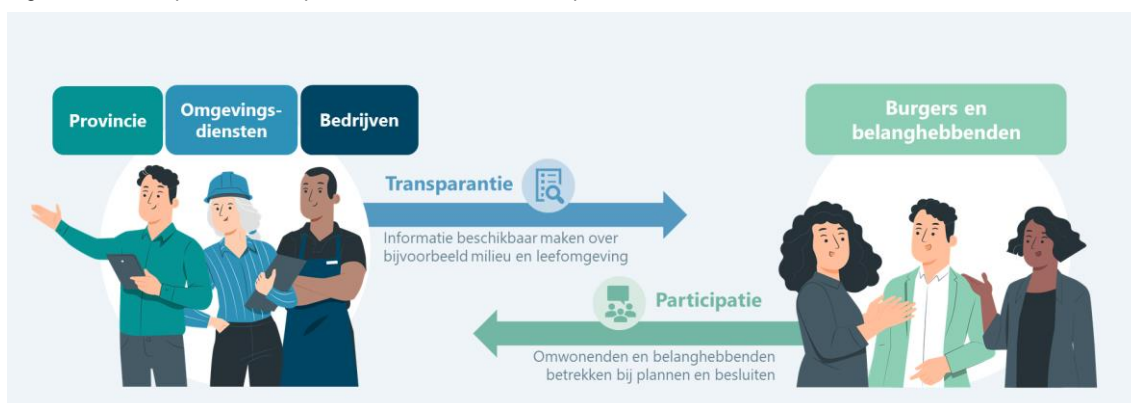 Provincie
Omgevings-
diensten
Bedrijven
Burgers en
belanghebbenden
Transparantie
Informatie beschikbaar maken over
bijvoorbeeld milieu en leefomgeving
Participatie
Omwonenden en belanghebbenden
betrekken bij plannen en besluiten